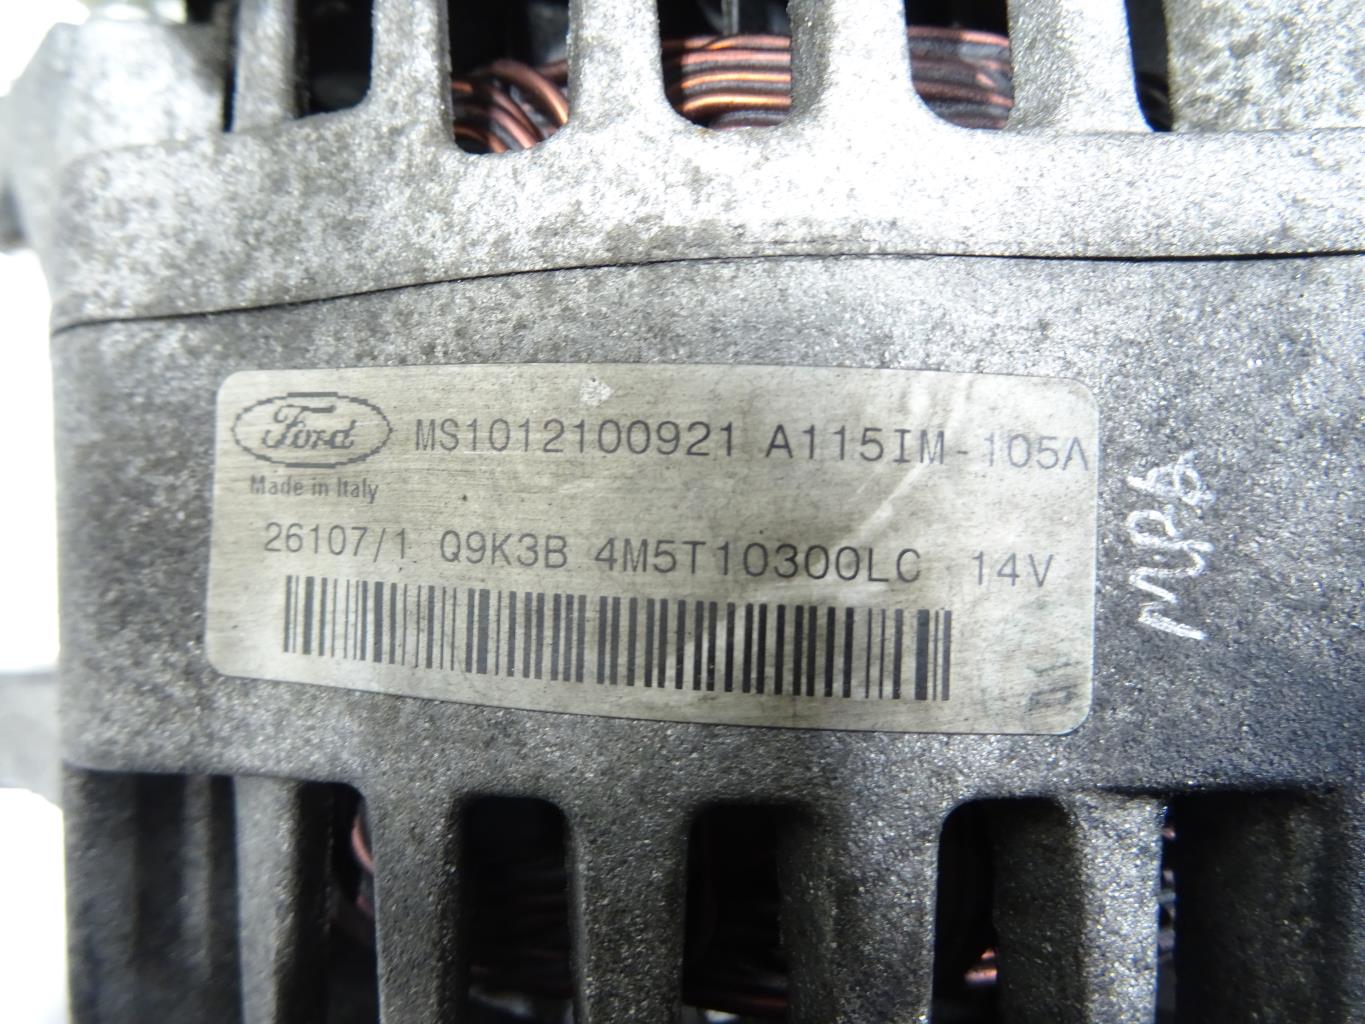 Ford MS1012100921 A115IM-105A
Made in Italy
26107/1 Q9K3B 4M5T10300LC 14V